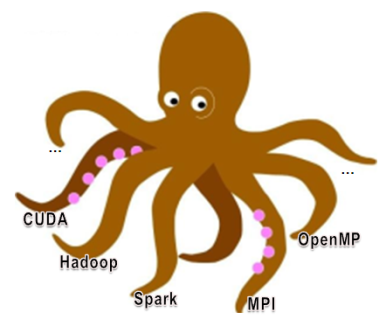 ...
...
CUDA
OpenMP
Hadoop
Spark
MPI